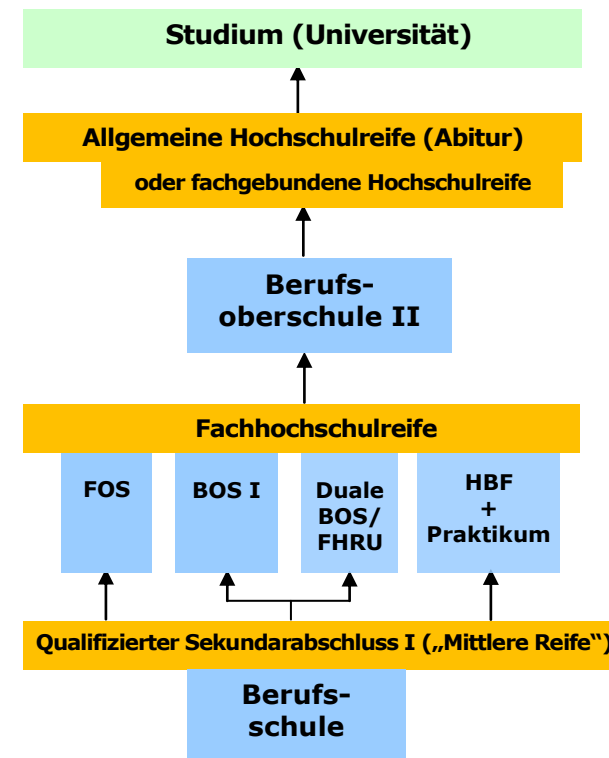 Studium (Universität)
Allgemeine Hochschulreife (Abitur)
oder fachgebundene Hochschulreife
Berufs-
oberschule II
Fachhochschulreife
FOS
BOS I
Duale
BOS/
FHRU
HBF
+
Praktikum
Qualifizierter Sekundarabschluss I („Mittlere Reife“)
Berufs-
schule